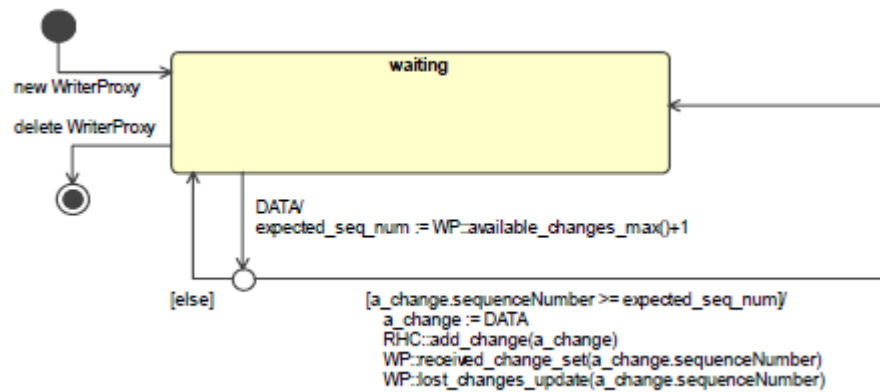 waiting
new WriterProxy
delete WriterProxy
DATA/
expected_seq_num := WP::available_changes_max()+1
[else]
[a_change.sequenceNumber >= expected_seq_num]/
a_change := DATA
RHC::add_change(a_change)
WP::received_change_set(a_change.sequenceNumber)
WP::lost_changes_update(a_change.sequenceNumber)